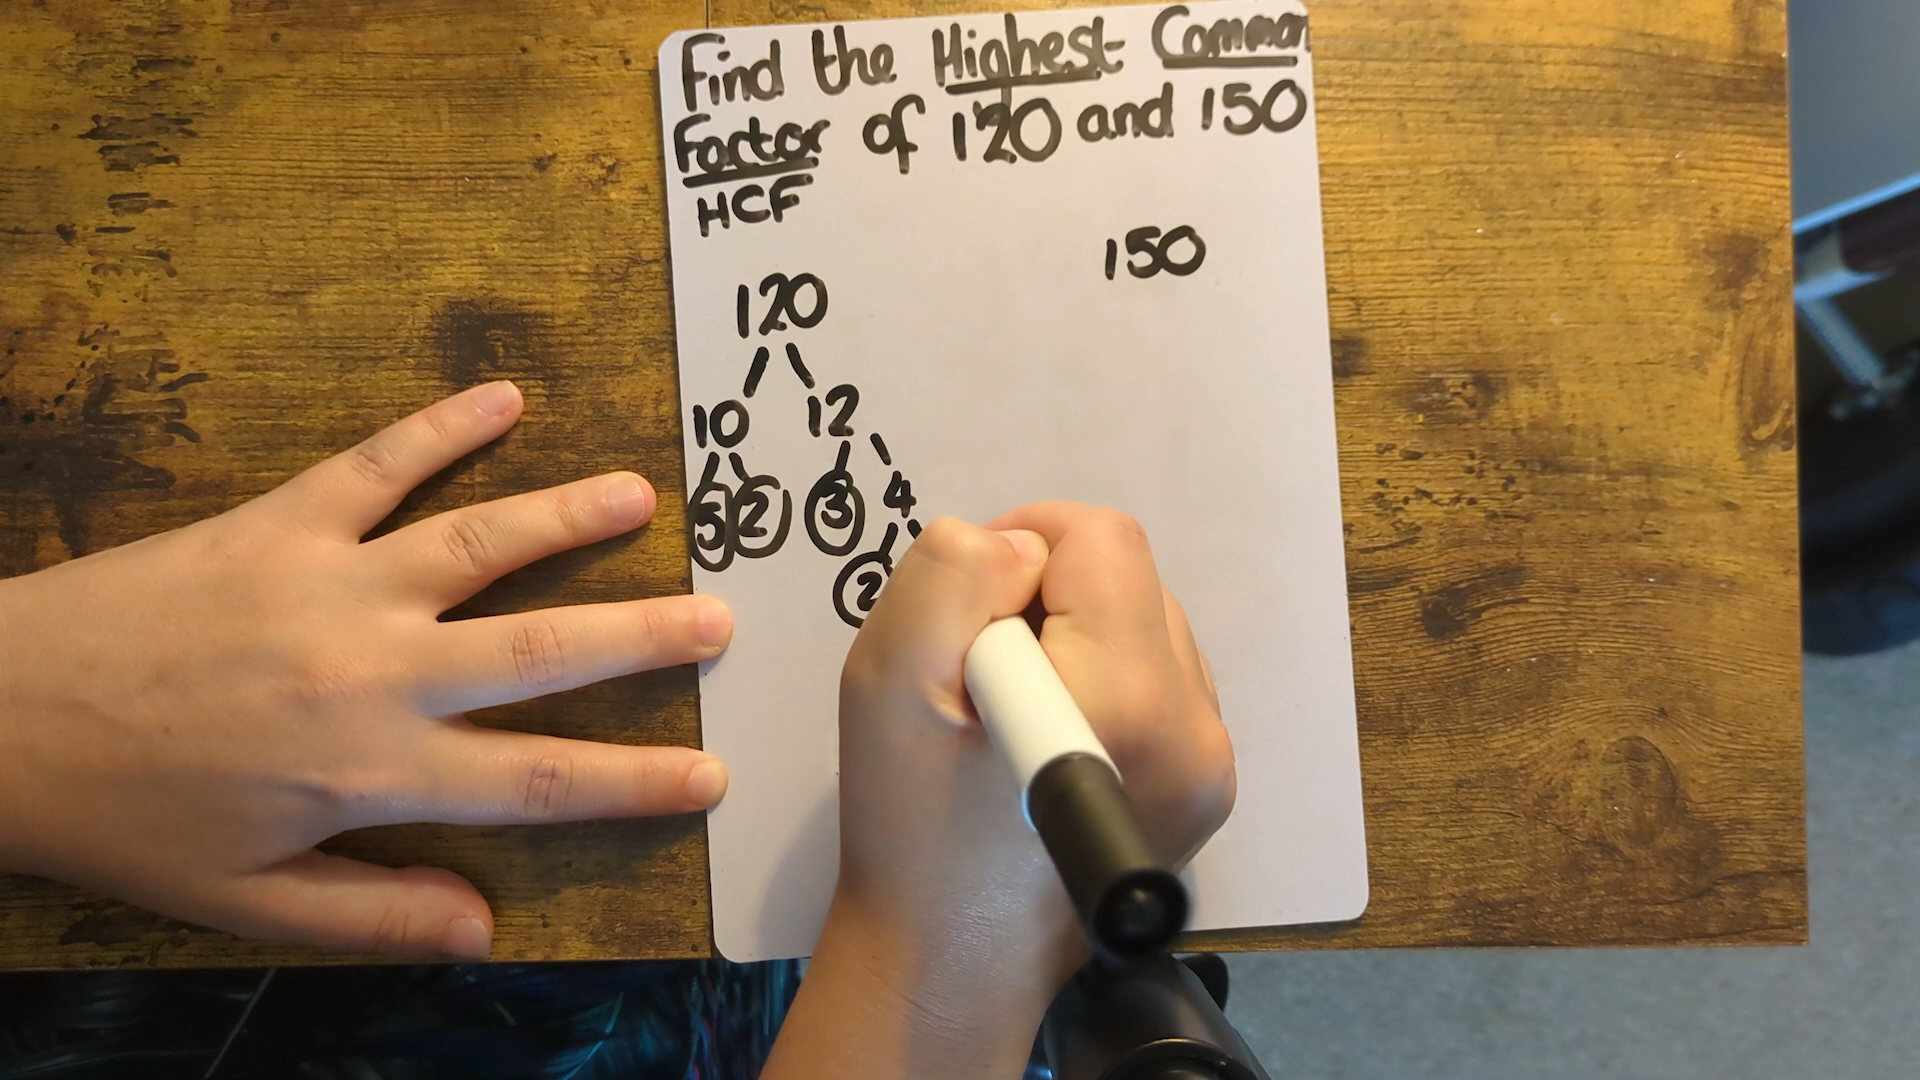 Find the Highest Common
Factor of 120 and 150
HCF
150
120
10 12
5 2 3 4
2